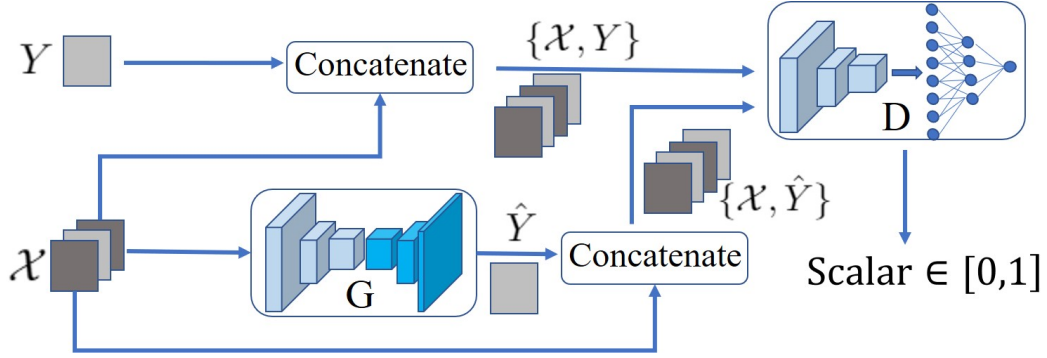 Y
Concatenate
{𝒳, Y}
D
𝒳
G
Ŷ
Concatenate
{𝒳, Ŷ}
Scalar ∈ [0,1]